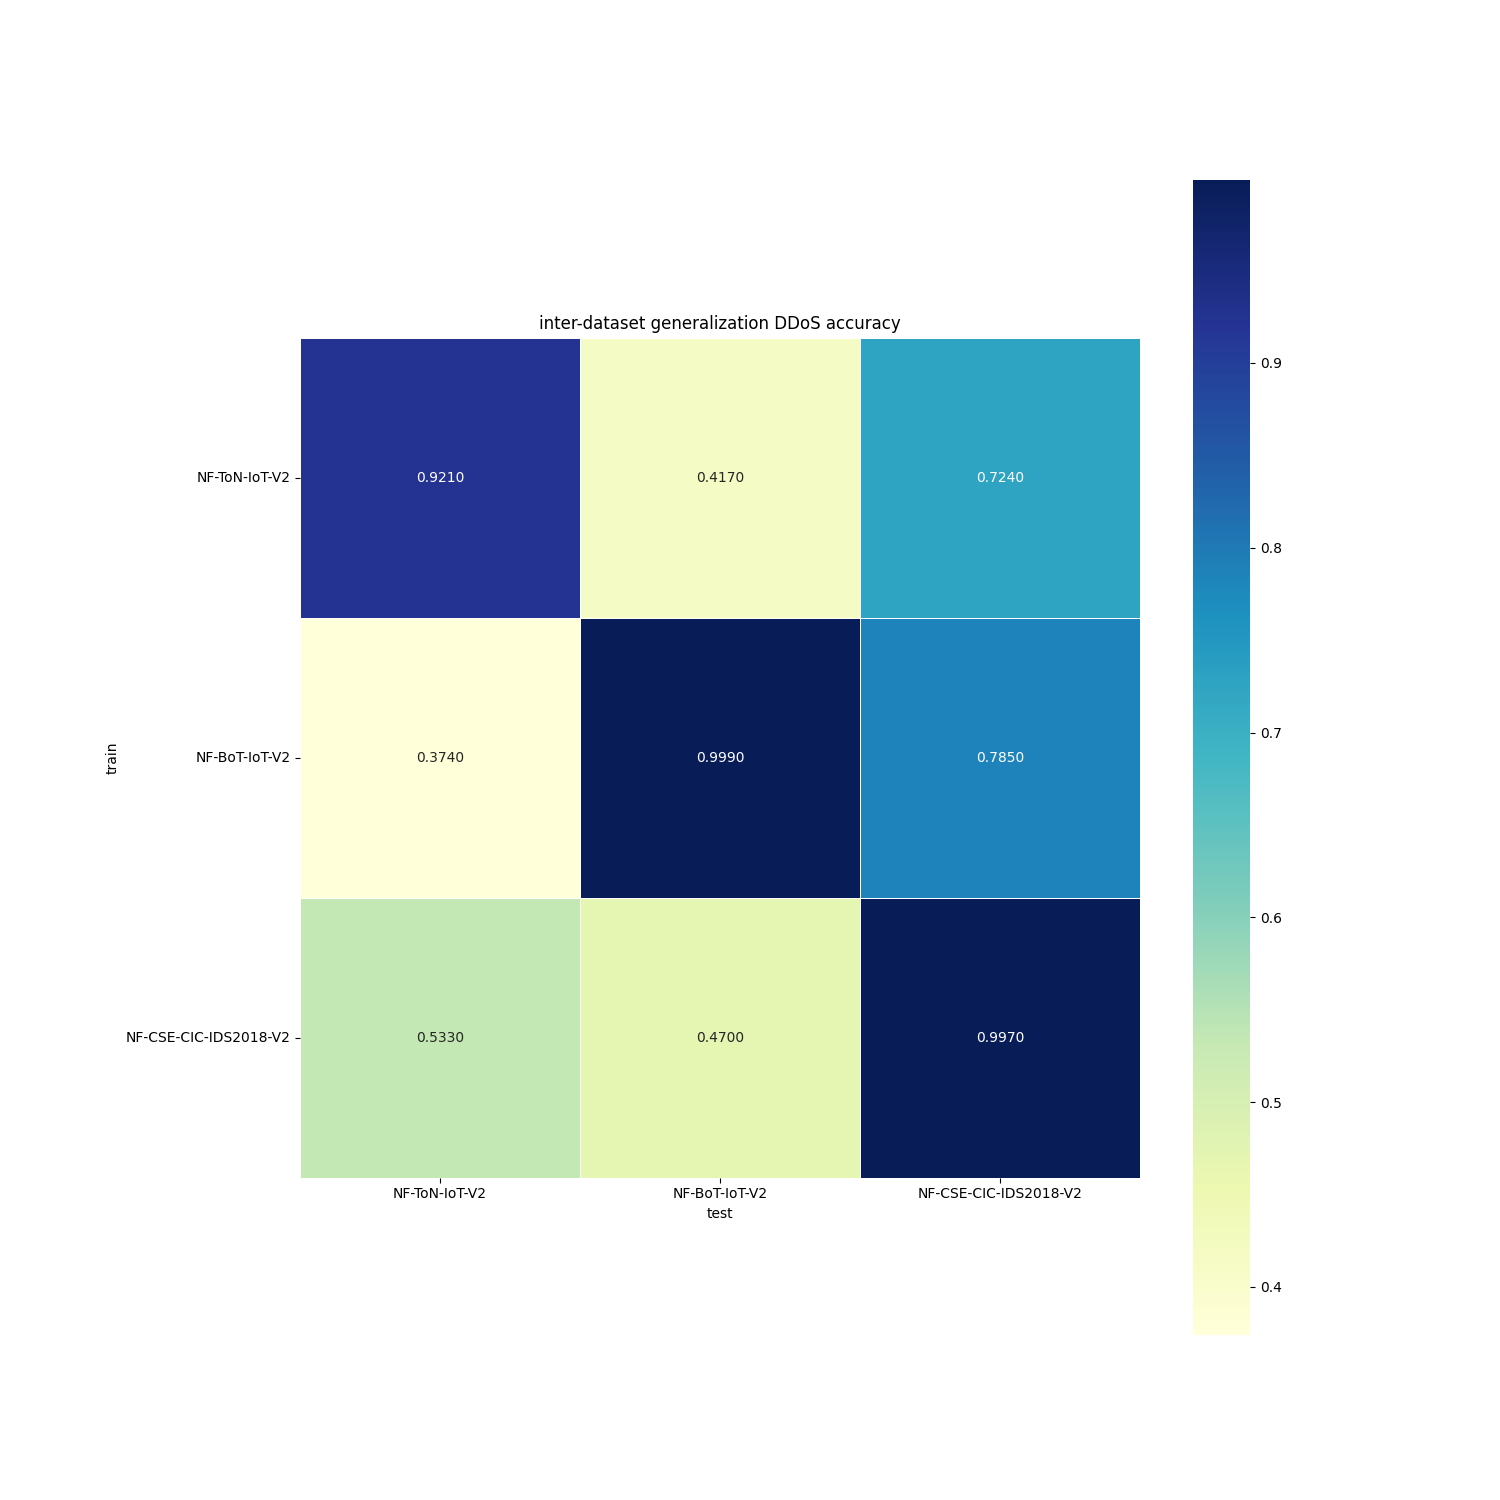 inter-dataset generalization DDoS accuracy
train
NF-ToN-IoT-V2
0.9210 0.4170 0.7240
NF-BoT-IoT-V2
0.3740 0.9990 0.7850
NF-CSE-CIC-IDS2018-V2
0.5330 0.4700 0.9970
NF-ToN-IoT-V2 NF-BoT-IoT-V2 NF-CSE-CIC-IDS2018-V2
test
0.9
0.8
0.7
0.6
0.5
0.4